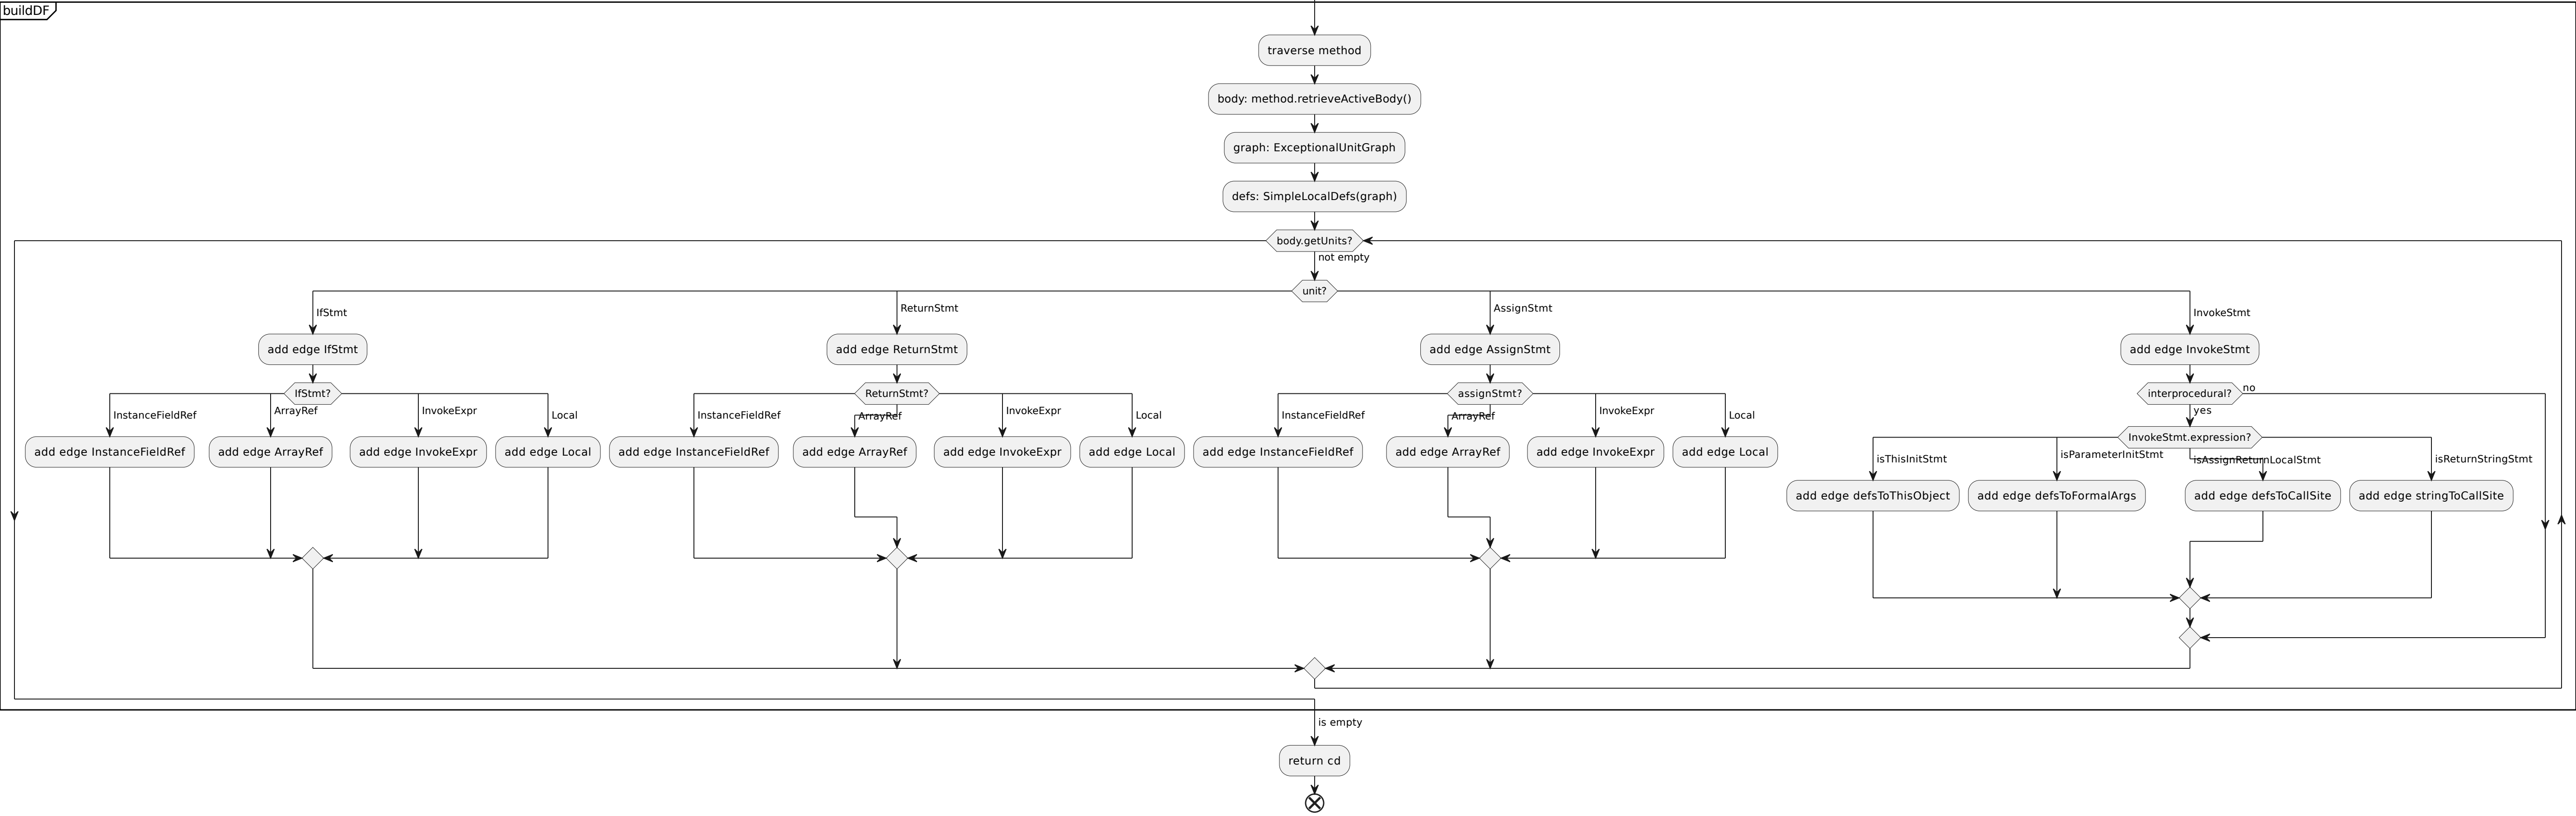 buildDF
traverse method
body: method.retrieveActiveBody()
graph: ExceptionalUnitGraph
defs: SimpleLocalDefs(graph)
body.getUnits?
not empty
unit?
IfStmt
add edge IfStmt
IfStmt?
InstanceFieldRef
add edge InstanceFieldRef
ArrayRef
add edge ArrayRef
InvokeExpr
add edge InvokeExpr
Local
add edge Local
ReturnStmt
add edge ReturnStmt
ReturnStmt?
InstanceFieldRef
add edge InstanceFieldRef
ArrayRef
add edge ArrayRef
InvokeExpr
add edge InvokeExpr
Local
add edge Local
AssignStmt
add edge AssignStmt
assignStmt?
InstanceFieldRef
add edge InstanceFieldRef
ArrayRef
add edge ArrayRef
InvokeExpr
add edge InvokeExpr
Local
add edge Local
InvokeStmt
add edge InvokeStmt
interprocedural?
no
yes
InvokeStmt.expression?
isThisInitStmt
add edge defsToThisObject
isParameterInitStmt
add edge defsToFormalArgs
isAssignReturnLocalStmt
add edge defsToCallSite
isReturnStringStmt
add edge stringToCallSite
is empty
return cd